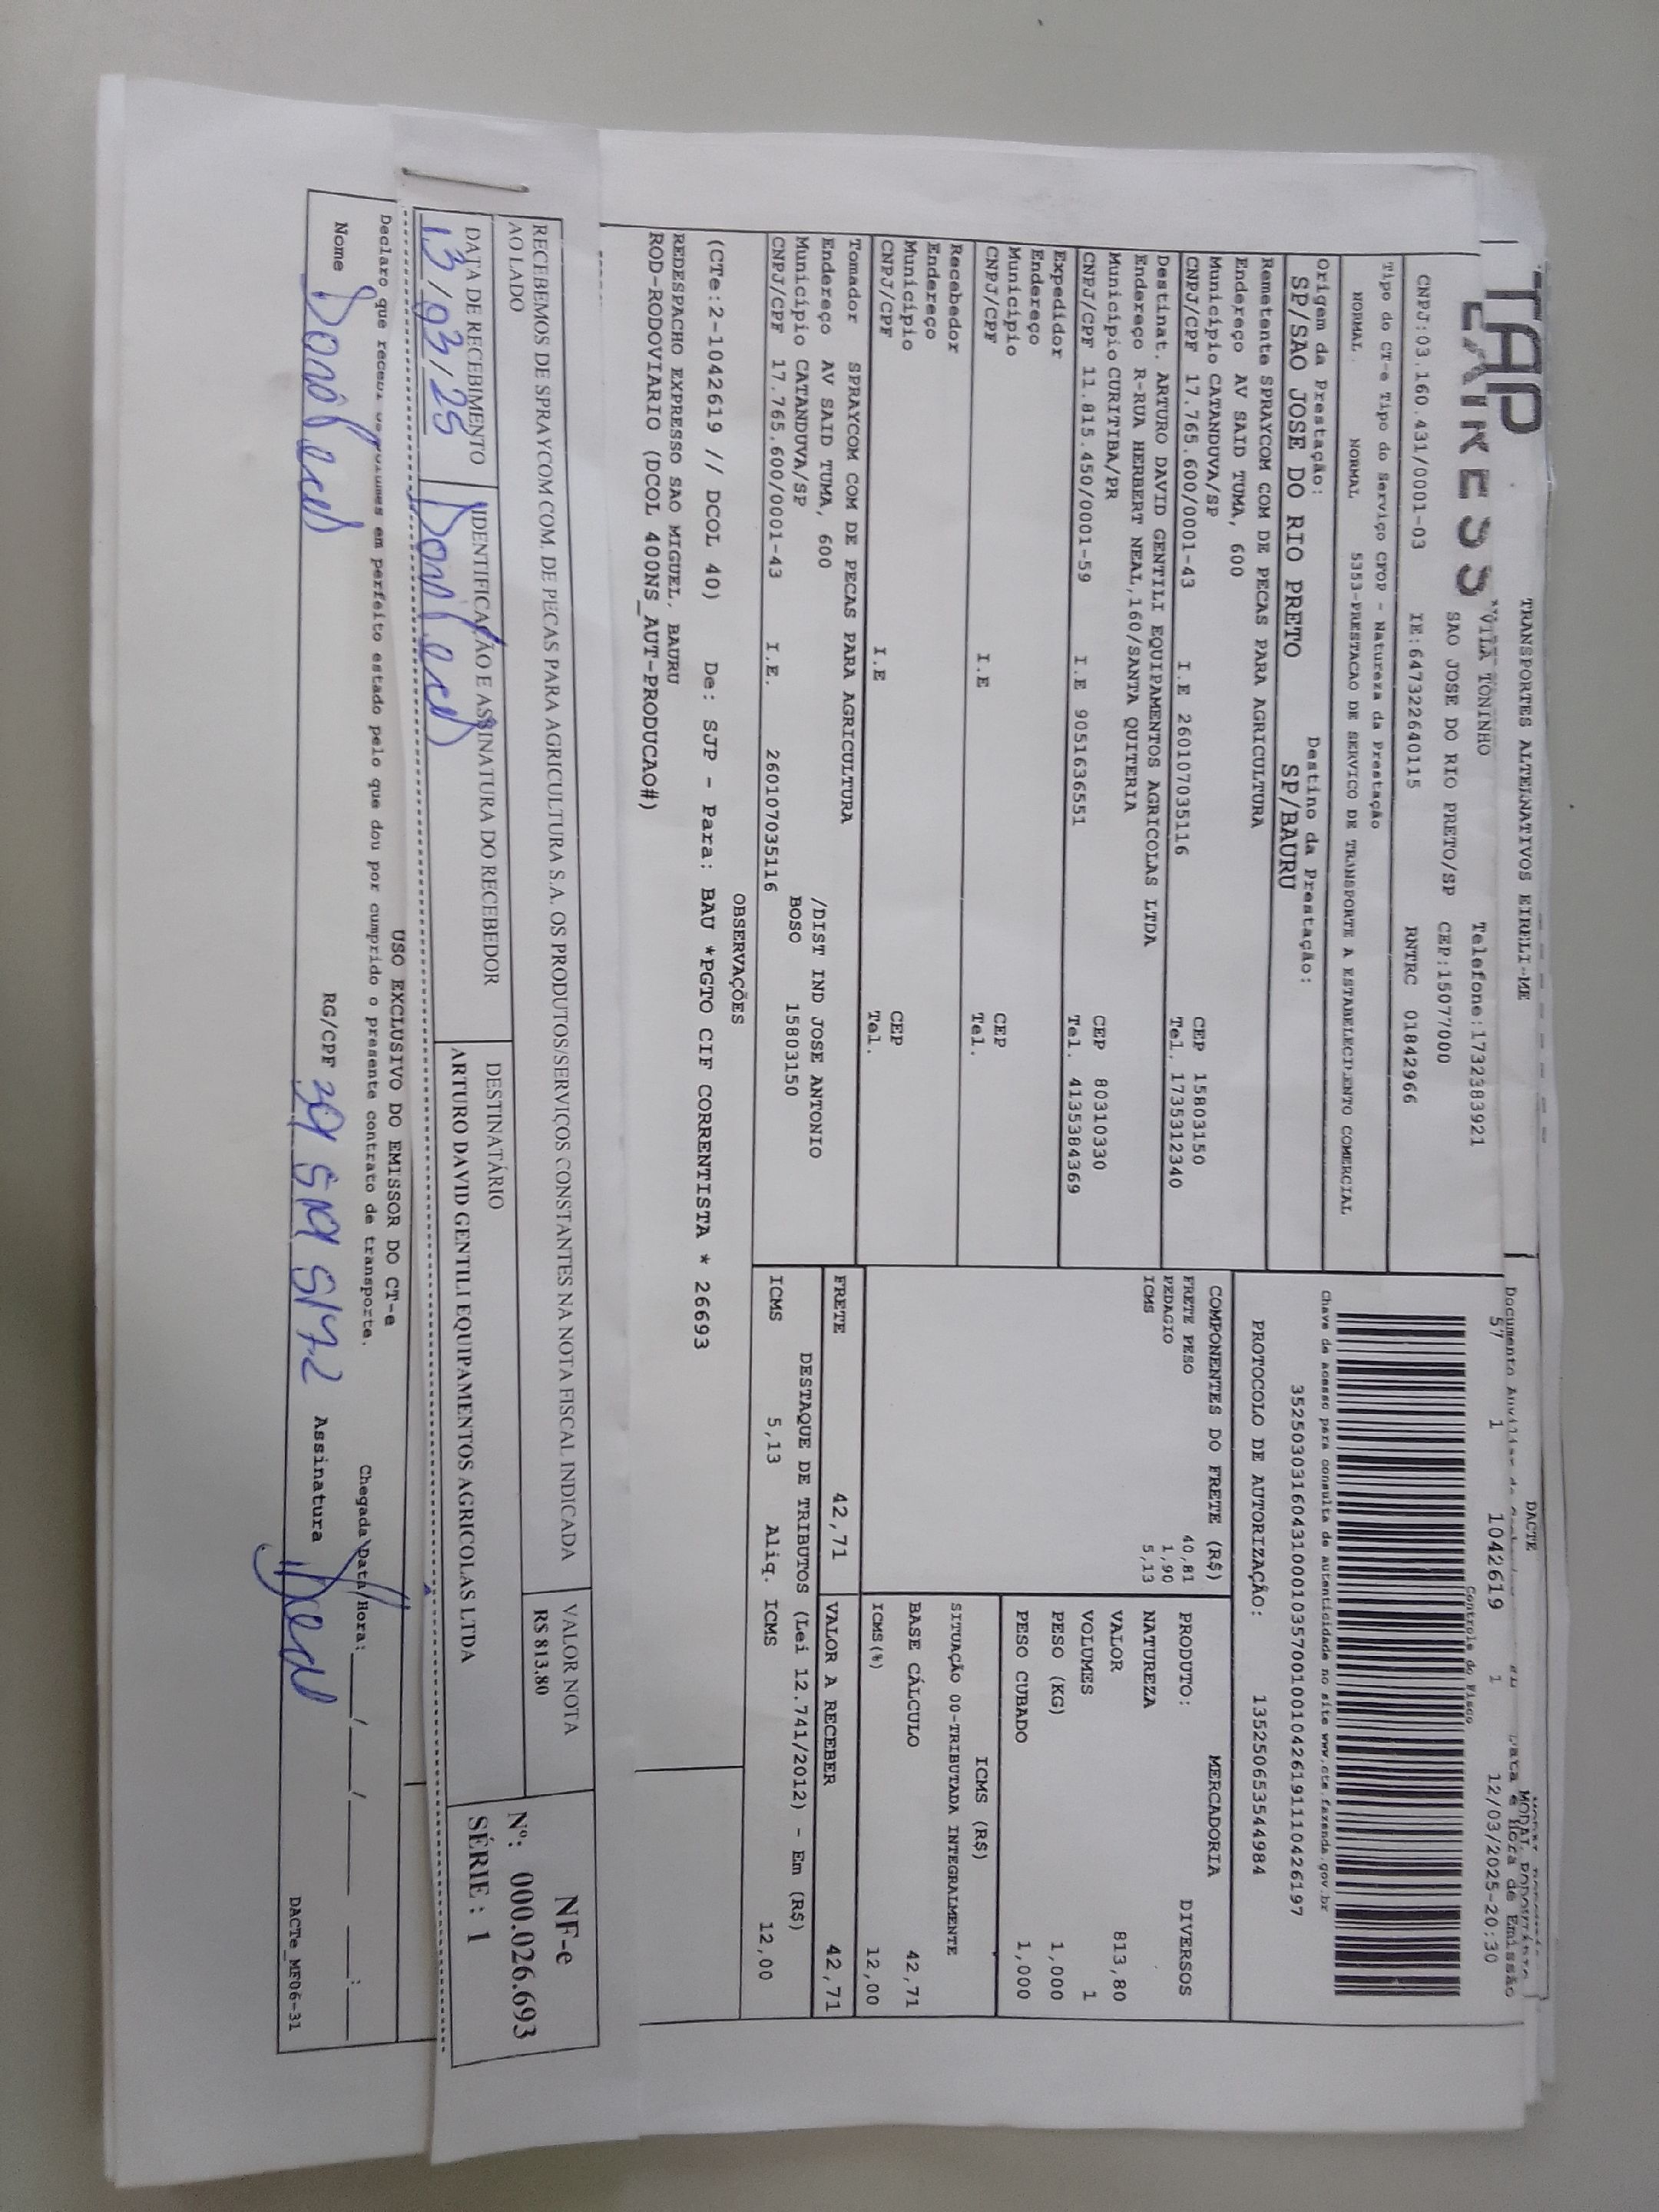 TAP
EXPRESS
TRANSPORTES ALTERNATIVOS EIRELI-ME
VILA TONINHO Telefone:1732383921
SAO JOSE DO RIO PRETO/SP CEP:15077000
CNPJ:03.160.431/0001-03 IE:647322640115 RNTRC 01842966
DACTE
57 1 1042619 1 12/03/2025-20:30
Controle do Fisco
Tipo do CT-e Tipo do Serviço CFOP - Natureza da Prestação
NORMAL NORMAL 5353-PRESTACAO DE SERVICO DE TRANSPORTE A ESTABELECIMENTO COMERCIAL
Chave de acesso para consulta de autenticidade no site www.cte.fazenda.gov.br
35250303160431000103570010010426191110426197
Origem da Prestação: Destino da Prestação:
SP/SAO JOSE DO RIO PRETO SP/BAURU
PROTOCOLO DE AUTORIZAÇÃO: 135250653544984
Remetente SPRAYCOM COM DE PECAS PARA AGRICULTURA
Endereço AV SAID TUMA, 600
Município CATANDUVA/SP CEP 15803150
CNPJ/CPF 17.765.600/0001-43 I.E 260107035116 Tel. 1735312340
Destinat. ARTURO DAVID GENTILI EQUIPAMENTOS AGRICOLAS LTDA
Endereço R-RUA HERBERT NEAL,160/SANTA QUITERIA
Município CURITIBA/PR CEP 80310330
CNPJ/CPF 11.815.450/0001-59 I.E 9051636551 Tel. 4135384369
Expedidor
Endereço
Município CEP
CNPJ/CPF I.E Tel.
Recebedor
Endereço
Município CEP
CNPJ/CPF I.E Tel.
Tomador SPRAYCOM COM DE PECAS PARA AGRICULTURA
Endereço AV SAID TUMA, 600 /DIST IND JOSE ANTONIO
Município CATANDUVA/SP BOSO 15803150
CNPJ/CPF 17.765.600/0001-43 I.E. 260107035116
COMPONENTES DO FRETE (R$)
FRETE PESO 40,81
PEDAGIO 1,90
ICMS 5,13
MERCADORIA
PRODUTO: DIVERSOS
NATUREZA
VALOR 813,80
VOLUMES 1
PESO (KG) 1,000
PESO CUBADO 1,000
ICMS (R$)
SITUAÇÃO 00-TRIBUTADA INTEGRALMENTE
BASE CÁLCULO 42,71
ICMS(%) 12,00
FRETE 42,71 VALOR A RECEBER 42,71
DESTAQUE DE TRIBUTOS (Lei 12.741/2012) - Em (R$)
ICMS 5,13 Aliq. ICMS 12,00
OBSERVAÇÕES
(CTe:2-1042619 // DCOL 40) De: SJP - Para: BAU *PGTO CIF CORRENTISTA * 26693
REDESPACHO EXPRESSO SAO MIGUEL, BAURU
ROD-RODOVIARIO (DCOL 400NS_AUT-PRODUCAO#)
RECEBEMOS DE SPRAYCOM COM. DE PECAS PARA AGRICULTURA S.A. OS PRODUTOS/SERVIÇOS CONSTANTES NA NOTA FISCAL INDICADA
AO LADO
VALOR NOTA
R$ 813.80
NF-e
Nº: 000.026.693
SÉRIE : 1
DATA DE RECEBIMENTO IDENTIFICAÇÃO E ASSINATURA DO RECEBEDOR DESTINATÁRIO
13/03/25 ARTURO DAVID GENTILI EQUIPAMENTOS AGRICOLAS LTDA
USO EXCLUSIVO DO EMISSOR DO CT-e
Declaro que recebi volumes em perfeito estado pelo que dou por cumprido o presente contrato de transporte. Chegada Data/Hora: ___/___/___ ___:___
Nome RG/CPF Assinatura
DACTe_MF06-31